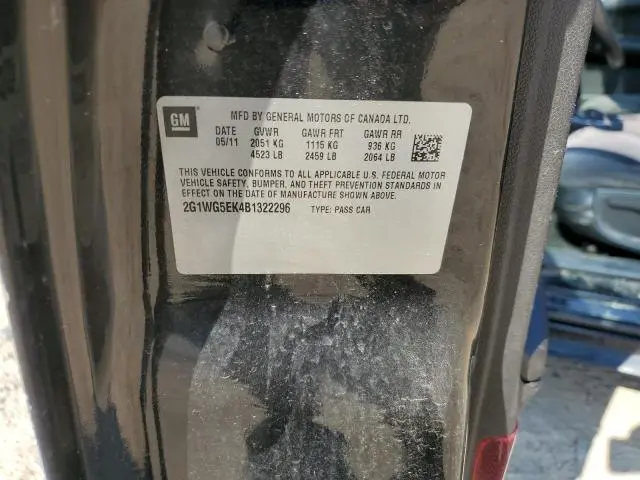 GM
MFD BY GENERAL MOTORS OF CANADA LTD.
DATE GVWR GAWR FRT GAWR RR
05/11 2051 KG 1115 KG 936 KG
4523 LB 2459 LB 2064 LB
THIS VEHICLE CONFORMS TO ALL APPLICABLE U.S. FEDERAL MOTOR
VEHICLE SAFETY, BUMPER, AND THEFT PREVENTION STANDARDS IN
EFFECT ON THE DATE OF MANUFACTURE SHOWN ABOVE.
2G1WG5EK4B1322296 TYPE: PASS CAR